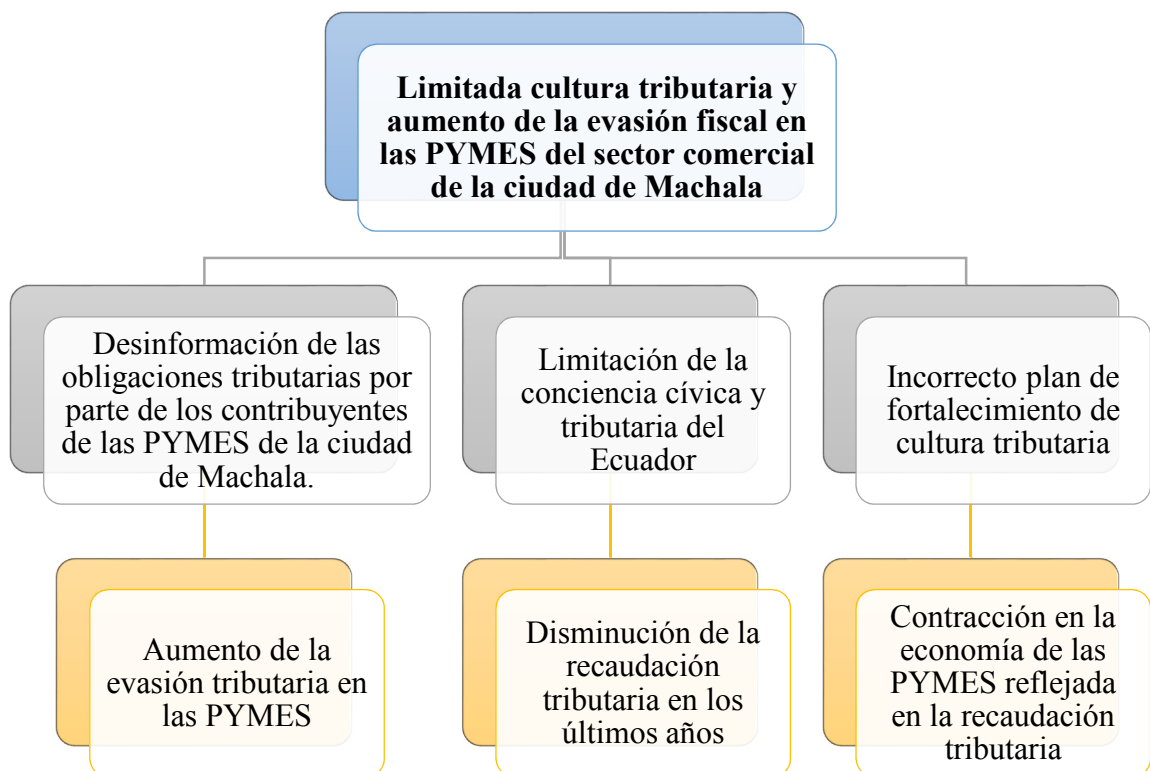 Limitada cultura tributaria y
aumento de la evasión fiscal en
las PYMES del sector comercial
de la ciudad de Machala
Desinformación de las
obligaciones tributarias por
parte de los contribuyentes
de las PYMES de la ciudad
de Machala.
Limitación de la
conciencia cívica y
tributaria del
Ecuador
Incorrecto plan de
fortalecimiento de
cultura tributaria
Aumento de la
evasión tributaria en
las PYMES
Disminución de la
recaudación
tributaria en los
últimos años
Contracción en la
economía de las
PYMES reflejada
en la recaudación
tributaria